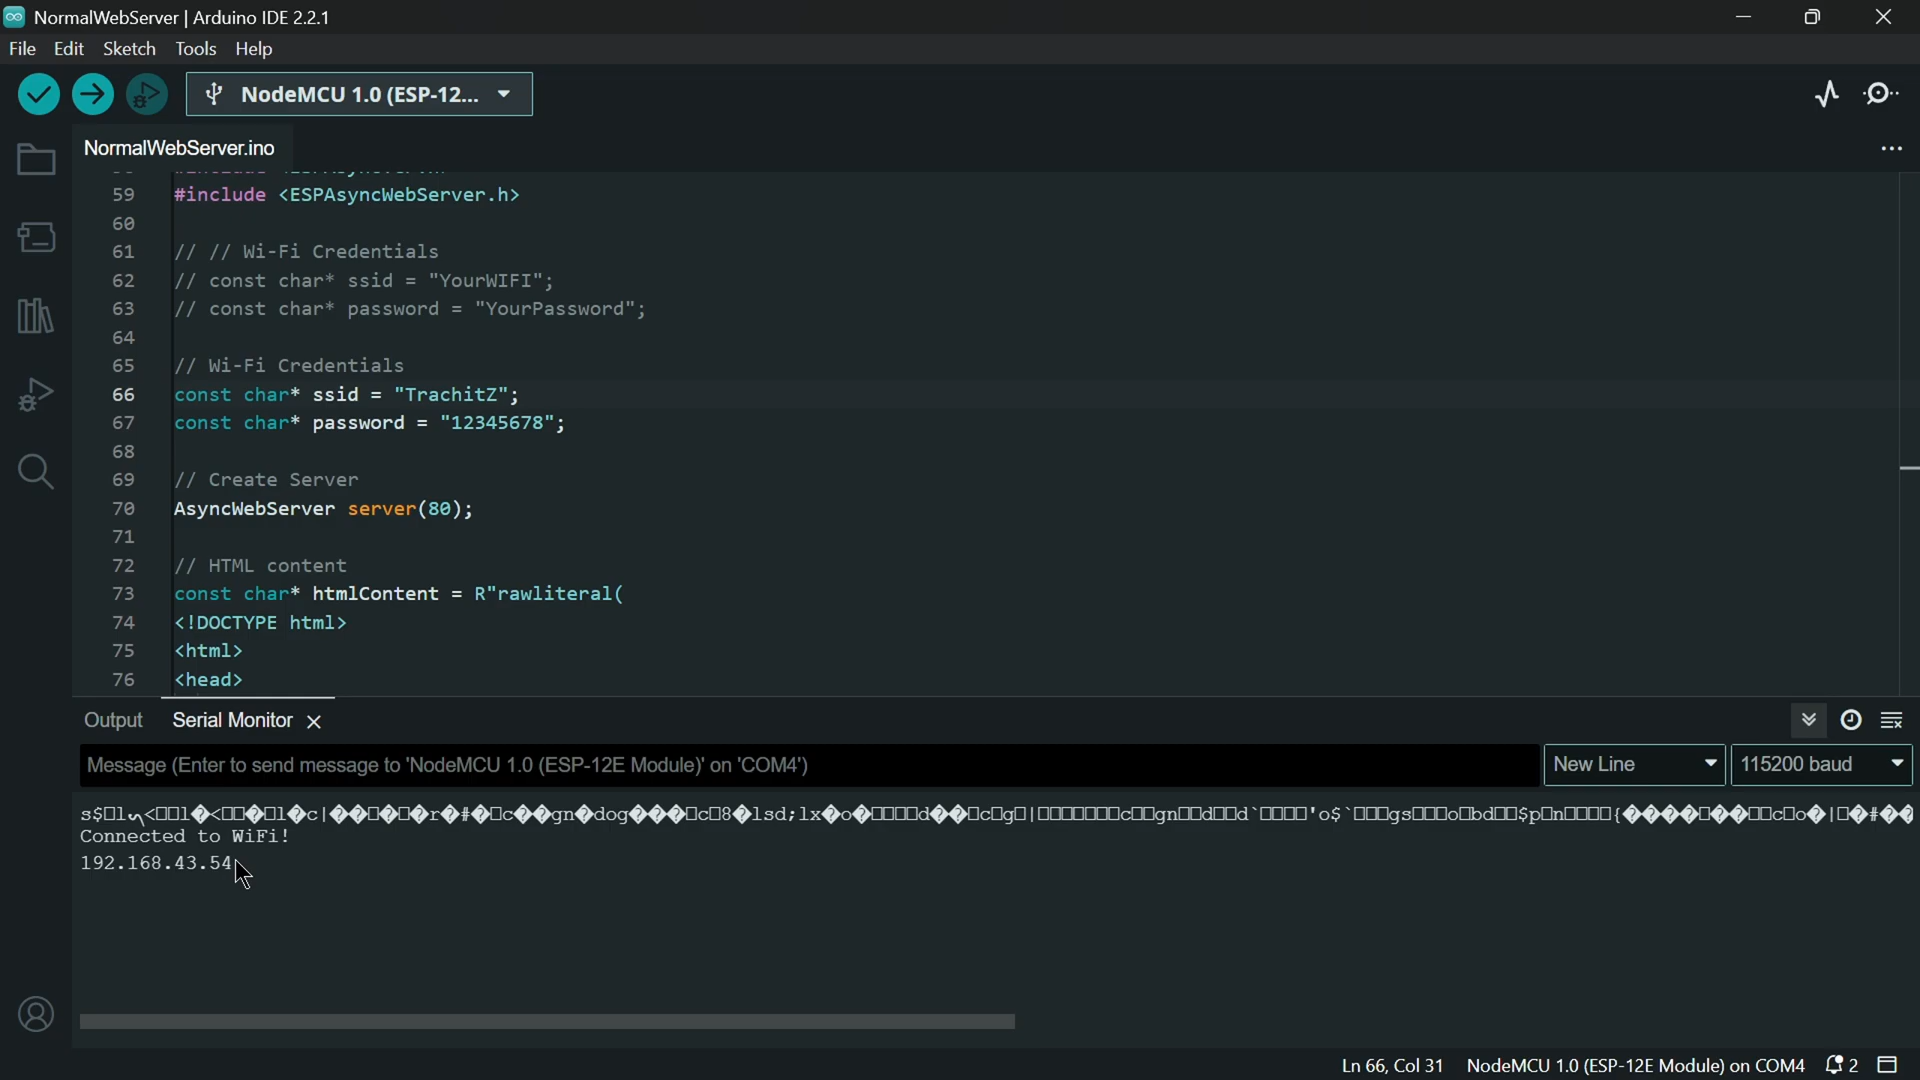 NormalWebServer | Arduino IDE 2.2.1
File Edit Sketch Tools Help
NodeMCU 1.0 (ESP-12...
NormalWebServer.ino
59 #include <ESPAsyncWebServer.h>
60
61 // // Wi-Fi Credentials
62 // const char* ssid = "YourWIFI";
63 // const char* password = "YourPassword";
64
65 // Wi-Fi Credentials
66 const char* ssid = "TrachitZ";
67 const char* password = "12345678";
68
69 // Create Server
70 AsyncWebServer server(80);
71
72 // HTML content
73 const char* htmlContent = R"rawliteral(
74 <!DOCTYPE html>
75 <html>
76 <head>
Output Serial Monitor
Message (Enter to send message to 'NodeMCU 1.0 (ESP-12E Module)' on 'COM4')
New Line 115200 baud
Connected to WiFi!
192.168.43.54
Ln 66, Col 31 NodeMCU 1.0 (ESP-12E Module) on COM4 2